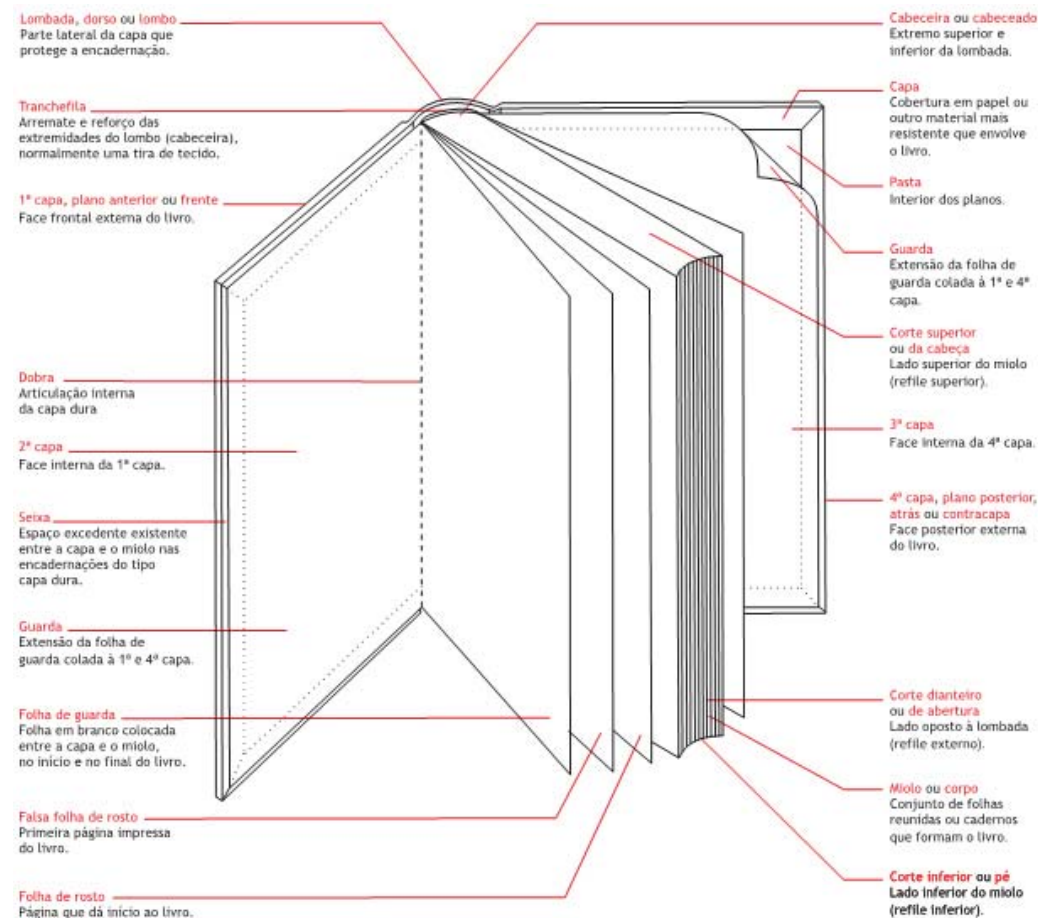 Lombada, dorso ou lombo
Parte lateral da capa que
protege a encadernação.
Tranchefila
Arremate e reforço das
extremidades do lombo (cabeceira),
normalmente uma tira de tecido.
1ª capa, plano anterior ou frente
Face frontal externa do livro.
Dobra
Articulação interna
da capa dura
2ª capa
Face interna da 1ª capa.
Seixa
Espaço excedente existente
entre a capa e o miolo nas
encadernações do tipo
capa dura.
Guarda
Extensão da folha de
guarda colada à 1ª e 4ª capa.
Folha de guarda
Folha em branco colocada
entre a capa e o miolo,
no início e no final do livro.
Falsa folha de rosto
Primeira página impressa
do livro.
Folha de rosto
Página que dá início ao livro.
Cabeceira ou cabeceado
Extremo superior e
inferior da lombada.
Capa
Cobertura em papel ou
outro material mais
resistente que envolve
o livro.
Pasta
Interior dos planos.
Guarda
Extensão da folha de
guarda colada à 1ª e 4ª
capa.
Corte superior
ou da cabeça
Lado superior do miolo
(refile superior).
3ª capa
Face interna da 4ª capa.
4ª capa, plano posterior,
atrás ou contracapa
Face posterior externa
do livro.
Corte dianteiro
ou de abertura
Lado oposto à lombada
(refile externo).
Miolo ou corpo
Conjunto de folhas
reunidas ou cadernos
que formam o livro.
Corte inferior ou pé
Lado inferior do miolo
(refile inferior).